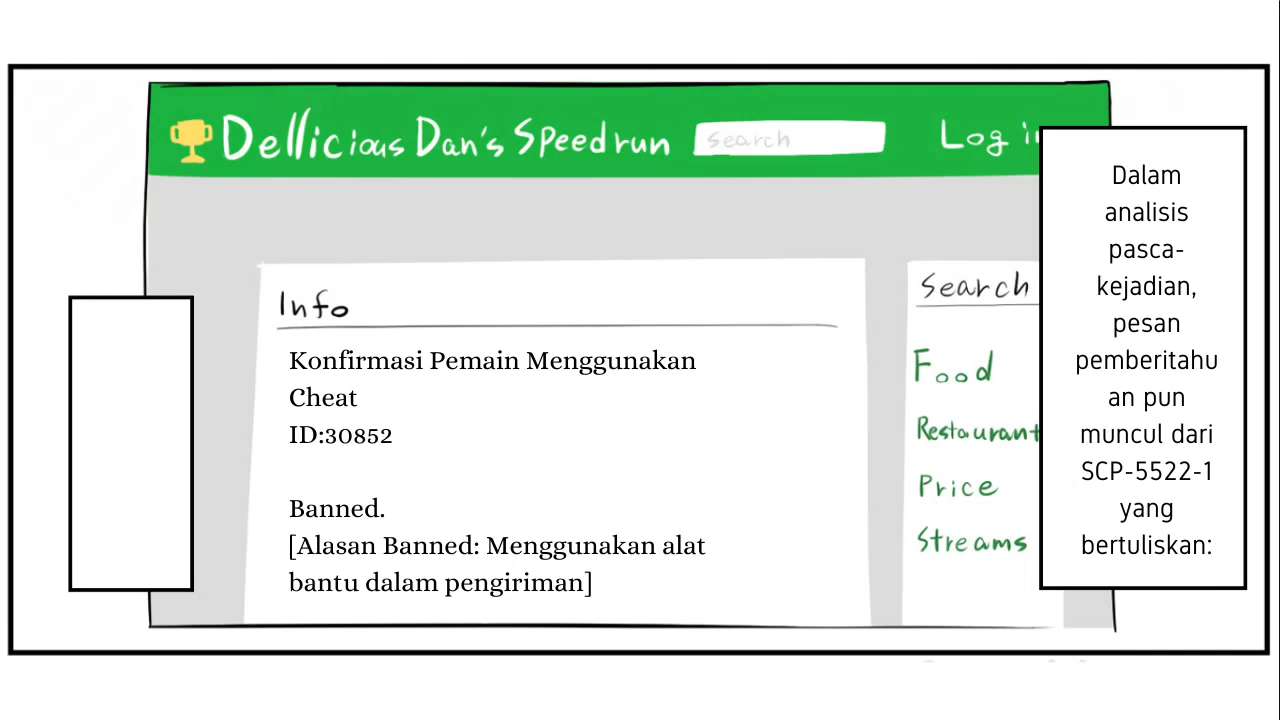 Dellicious Dan's Speedrun
Search
Log in
Dalam
analisis
pasca-
kejadian,
pesan
pemberitahu
an pun
muncul dari
SCP-5522-1
yang
bertuliskan:
Info
Konfirmasi Pemain Menggunakan
Cheat
ID:30852
Banned.
[Alasan Banned: Menggunakan alat
bantu dalam pengiriman]
Search
Food
Restaurant
Price
Streams